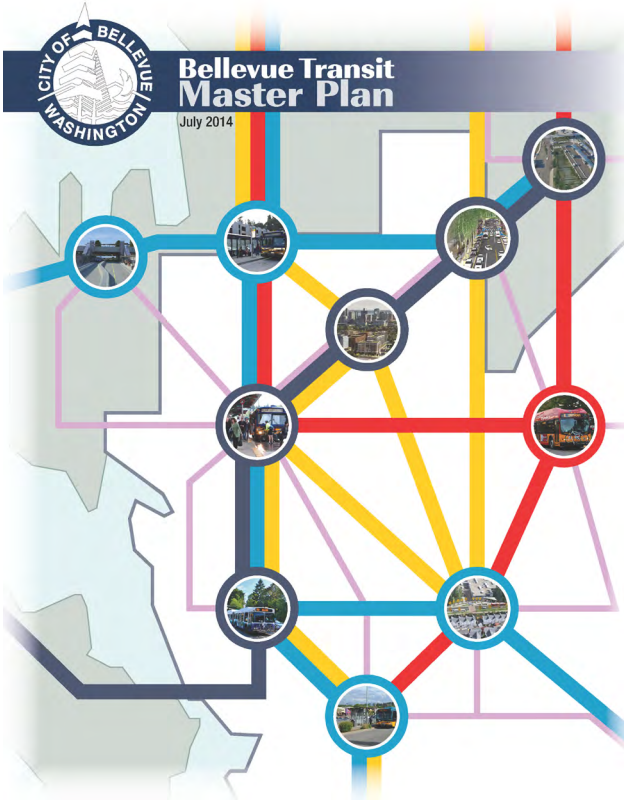 CITY OF BELLEVUE
WASHINGTON
Bellevue Transit
Master Plan
July 2014